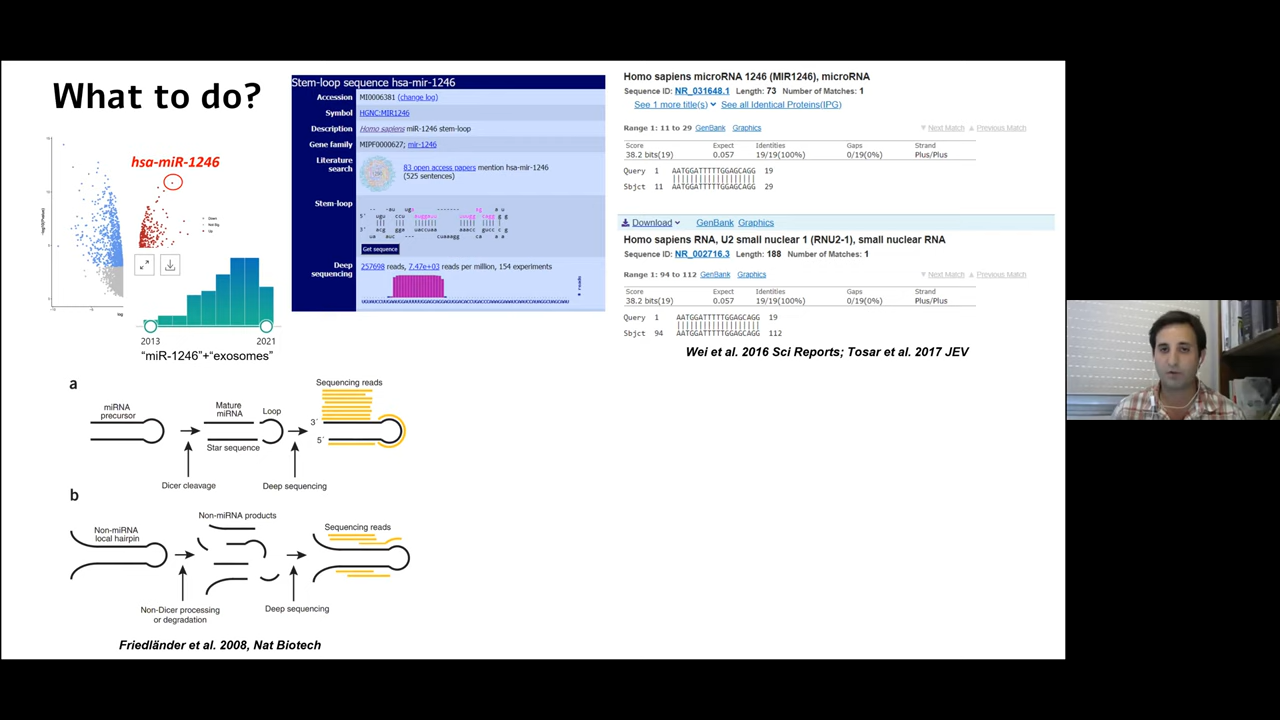 What to do?
hsa-miR-1246
Down
Not Sig
Up
2013
2021
“miR-1246”+“exosomes”
Stem-loop sequence hsa-mir-1246
Accession MI0006381 (change log)
Symbol HGNC:MIR1246
Description Homo sapiens miR-1246 stem-loop
Gene family MIPF0000627; mir-1246
Literature search
83 open access papers mention hsa-mir-1246
(525 sentences)
Stem-loop
Get sequence
Deep sequencing
257698 reads, 7.47e+03 reads per million, 154 experiments
Homo sapiens microRNA 1246 (MIR1246), microRNA
Sequence ID: NR_031648.1 Length: 73 Number of Matches: 1
See 1 more title(s) See all Identical Proteins(IPG)
Range 1: 11 to 29 GenBank Graphics Next Match Previous Match
Score Expect Identities Gaps Strand
38.2 bits(19) 0.057 19/19(100%) 0/19(0%) Plus/Plus
Query 1 AATGGATTTTTGGAGCAGG 19
Sbjct 11 AATGGATTTTTGGAGCAGG 29
Download GenBank Graphics
Homo sapiens RNA, U2 small nuclear 1 (RNU2-1), small nuclear RNA
Sequence ID: NR_002716.3 Length: 188 Number of Matches: 1
Range 1: 94 to 112 GenBank Graphics Next Match Previous Match
Score Expect Identities Gaps Strand
38.2 bits(19) 0.057 19/19(100%) 0/19(0%) Plus/Plus
Query 1 AATGGATTTTTGGAGCAGG 19
Sbjct 94 AATGGATTTTTGGAGCAGG 112
Wei et al. 2016 Sci Reports; Tosar et al. 2017 JEV
a
miRNA
precursor
Mature
miRNA
Loop
Star sequence
Sequencing reads
3´
5´
Dicer cleavage
Deep sequencing
b
Non-miRNA
local hairpin
Non-miRNA products
Sequencing reads
Non-Dicer processing
or degradation
Deep sequencing
Friedländer et al. 2008, Nat Biotech